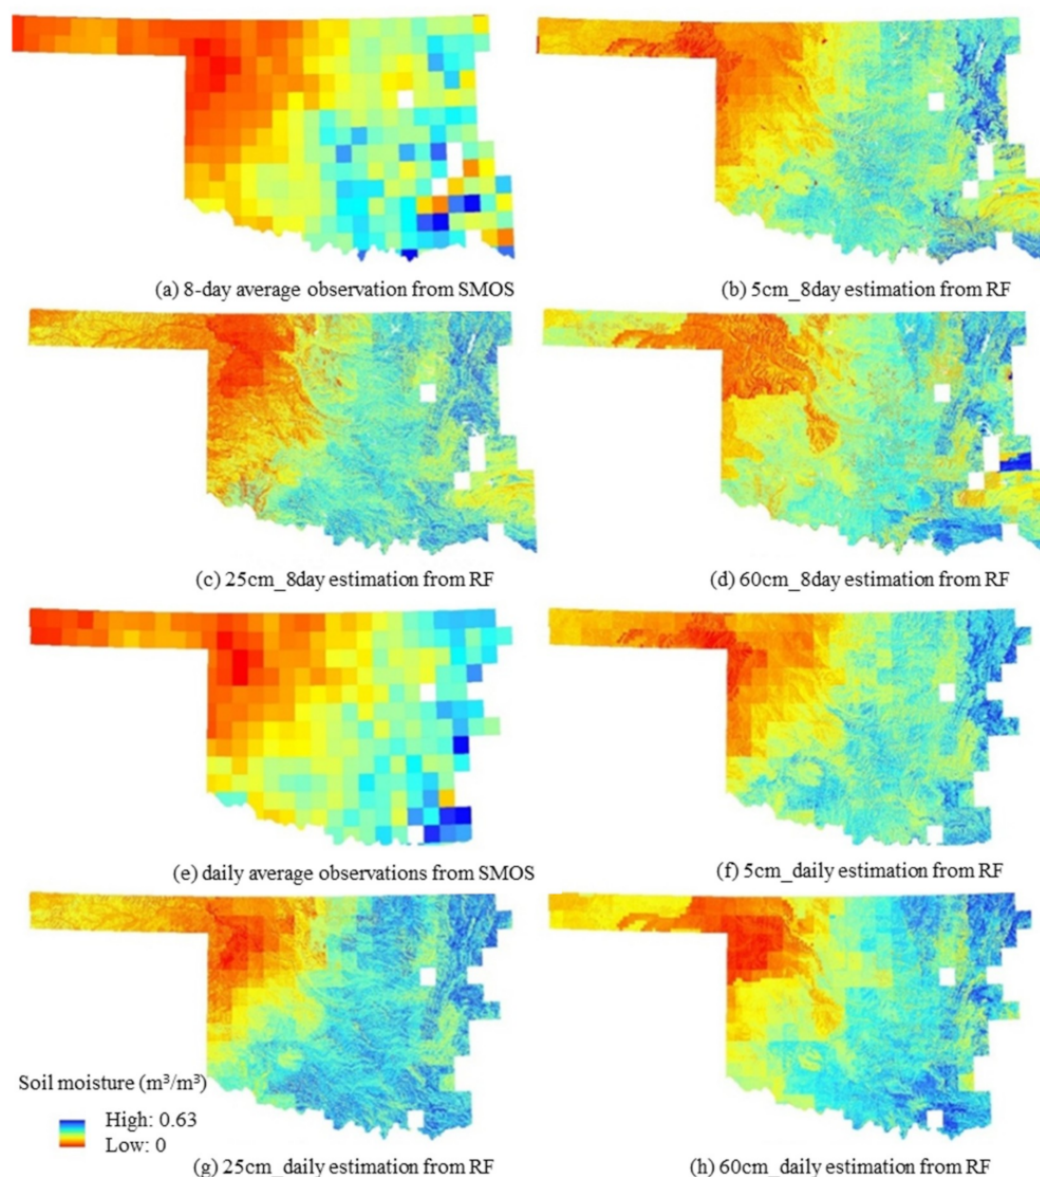 (a) 8-day average observation from SMOS
(b) 5cm_8day estimation from RF
(c) 25cm_8day estimation from RF
(d) 60cm_8day estimation from RF
(e) daily average observations from SMOS
(f) 5cm_daily estimation from RF
Soil moisture (m³/m³)
High: 0.63
Low: 0
(g) 25cm_daily estimation from RF
(h) 60cm_daily estimation from RF